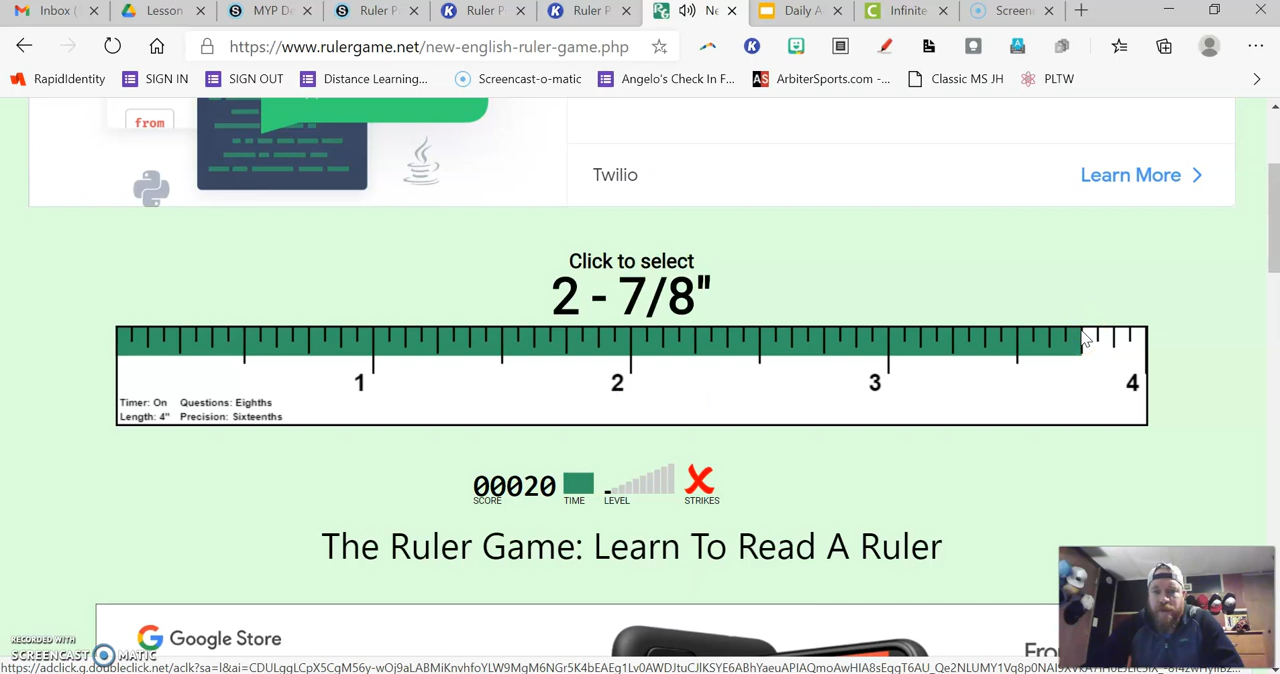 Inbox (
Lesson
MYP D
Ruler P
Ruler P
Ruler P
Ne
Daily A
Infinite
Screen
https://www.rulergame.net/new-english-ruler-game.php
RapidIdentity
SIGN IN
SIGN OUT
Distance Learning...
Screencast-o-matic
Angelo's Check In F...
AS
ArbiterSports.com -...
Classic MS JH
PLTW
from
Twilio
Learn More
Click to select
2 - 7/8"
1
2
3
4
Timer: On Questions: Eighths
Length: 4" Precision: Sixteenths
00020
SCORE
TIME
LEVEL
STRIKES
The Ruler Game: Learn To Read A Ruler
Google Store
RECORDED WITH
SCREENCAST MATIC